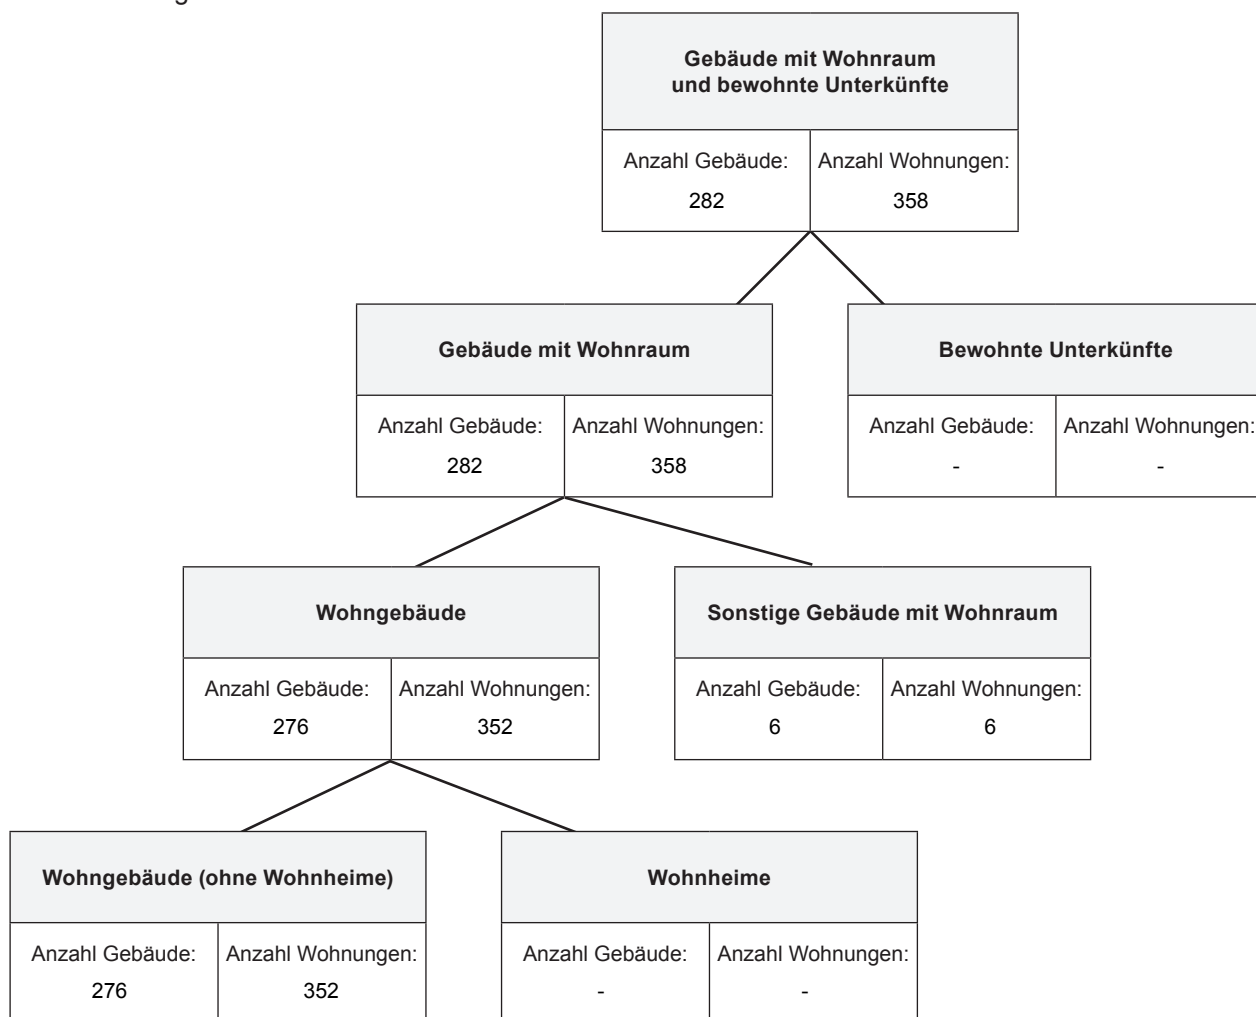 Gebäude mit Wohnraum
und bewohnte Unterkünfte
Anzahl Gebäude: Anzahl Wohnungen:
282 358
Gebäude mit Wohnraum
Anzahl Gebäude: Anzahl Wohnungen:
282 358
Bewohnte Unterkünfte
Anzahl Gebäude: Anzahl Wohnungen:
- -
Wohngebäude
Anzahl Gebäude: Anzahl Wohnungen:
276 352
Sonstige Gebäude mit Wohnraum
Anzahl Gebäude: Anzahl Wohnungen:
6 6
Wohngebäude (ohne Wohnheime)
Anzahl Gebäude: Anzahl Wohnungen:
276 352
Wohnheime
Anzahl Gebäude: Anzahl Wohnungen:
- -